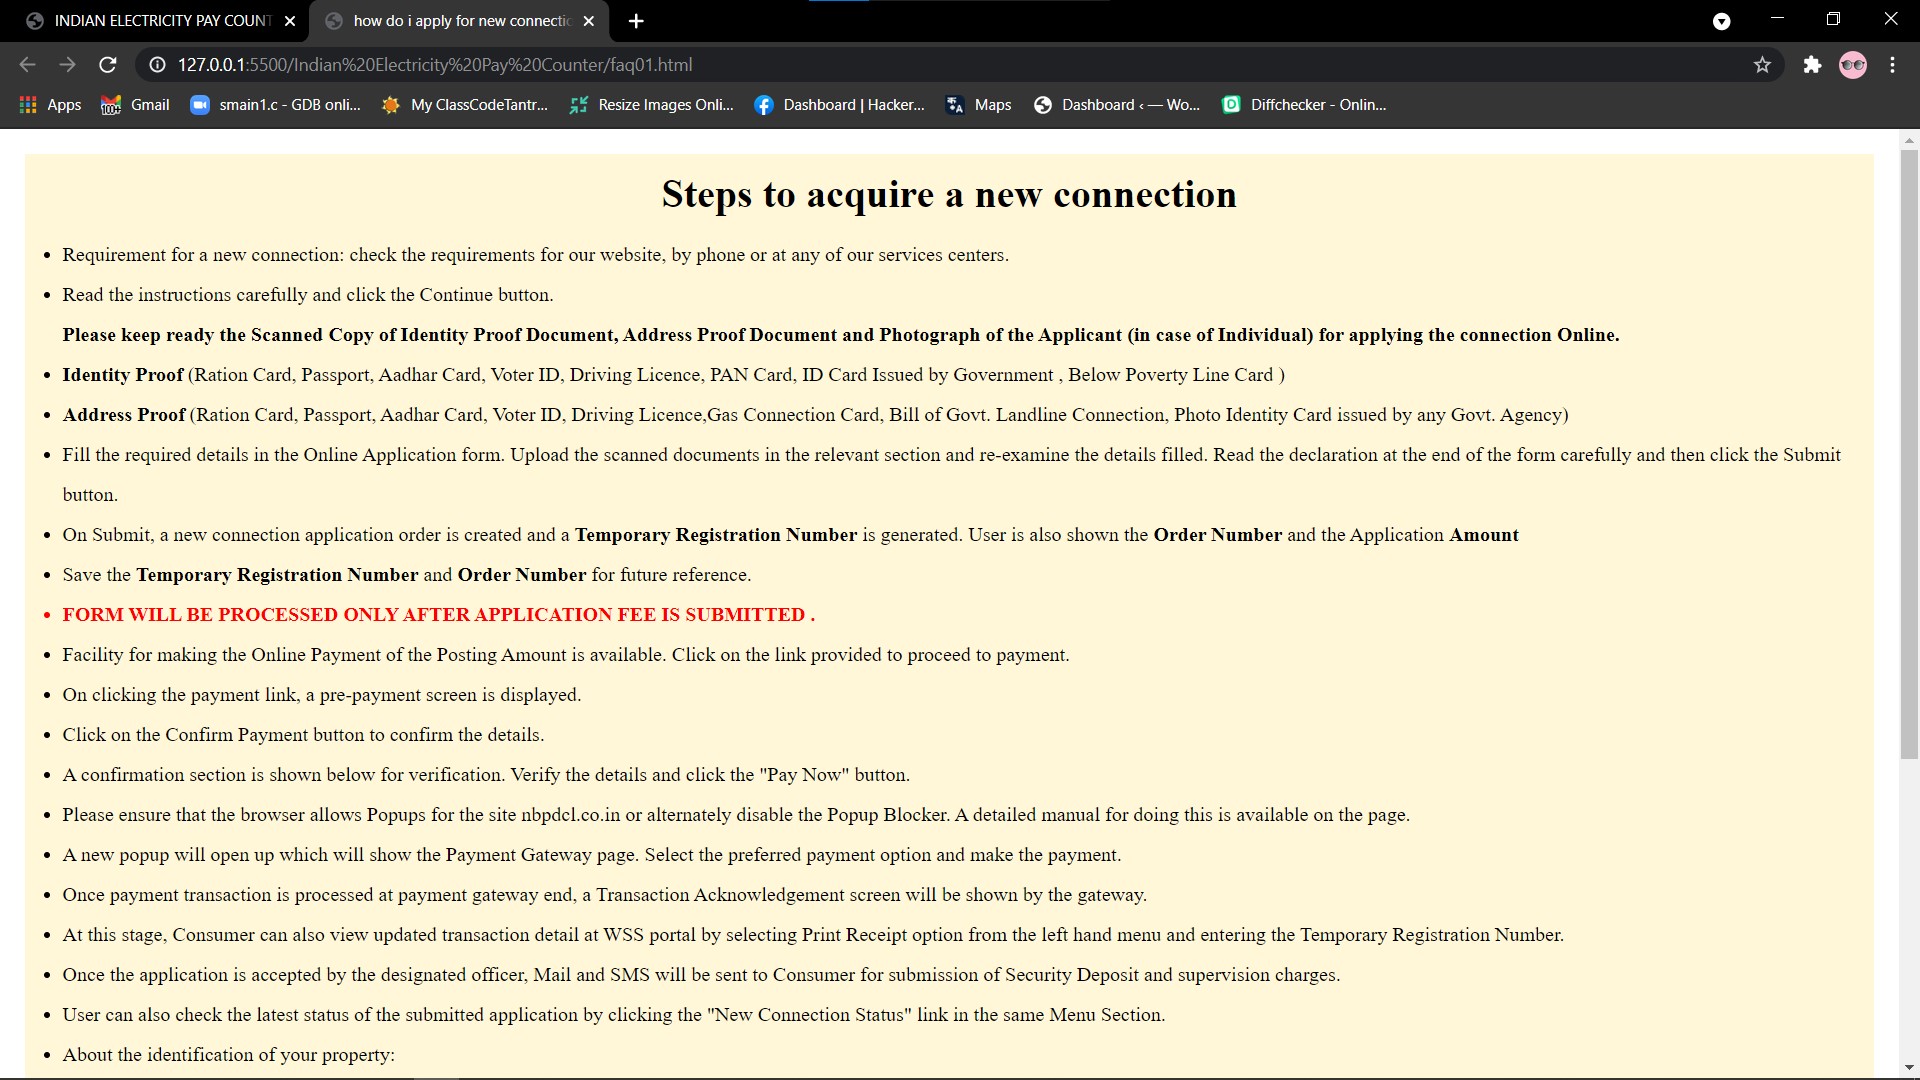 INDIAN ELECTRICITY PAY COUNT
how do i apply for new connectio
127.0.0.1:5500/Indian%20Electricity%20Pay%20Counter/faq01.html
Apps
100+
Gmail
smain1.c - GDB onli...
My ClassCodeTantr...
Resize Images Onli...
Dashboard | Hacker...
Maps
Dashboard ‹ — Wo...
Diffchecker - Onlin...
Steps to acquire a new connection
• Requirement for a new connection: check the requirements for our website, by phone or at any of our services centers.
• Read the instructions carefully and click the Continue button.
Please keep ready the Scanned Copy of Identity Proof Document, Address Proof Document and Photograph of the Applicant (in case of Individual) for applying the connection Online.
• Identity Proof (Ration Card, Passport, Aadhar Card, Voter ID, Driving Licence, PAN Card, ID Card Issued by Government , Below Poverty Line Card )
• Address Proof (Ration Card, Passport, Aadhar Card, Voter ID, Driving Licence,Gas Connection Card, Bill of Govt. Landline Connection, Photo Identity Card issued by any Govt. Agency)
• Fill the required details in the Online Application form. Upload the scanned documents in the relevant section and re-examine the details filled. Read the declaration at the end of the form carefully and then click the Submit
button.
• On Submit, a new connection application order is created and a Temporary Registration Number is generated. User is also shown the Order Number and the Application Amount
• Save the Temporary Registration Number and Order Number for future reference.
• FORM WILL BE PROCESSED ONLY AFTER APPLICATION FEE IS SUBMITTED .
• Facility for making the Online Payment of the Posting Amount is available. Click on the link provided to proceed to payment.
• On clicking the payment link, a pre-payment screen is displayed.
• Click on the Confirm Payment button to confirm the details.
• A confirmation section is shown below for verification. Verify the details and click the "Pay Now" button.
• Please ensure that the browser allows Popups for the site nbpdcl.co.in or alternately disable the Popup Blocker. A detailed manual for doing this is available on the page.
• A new popup will open up which will show the Payment Gateway page. Select the preferred payment option and make the payment.
• Once payment transaction is processed at payment gateway end, a Transaction Acknowledgement screen will be shown by the gateway.
• At this stage, Consumer can also view updated transaction detail at WSS portal by selecting Print Receipt option from the left hand menu and entering the Temporary Registration Number.
• Once the application is accepted by the designated officer, Mail and SMS will be sent to Consumer for submission of Security Deposit and supervision charges.
• User can also check the latest status of the submitted application by clicking the "New Connection Status" link in the same Menu Section.
• About the identification of your property: